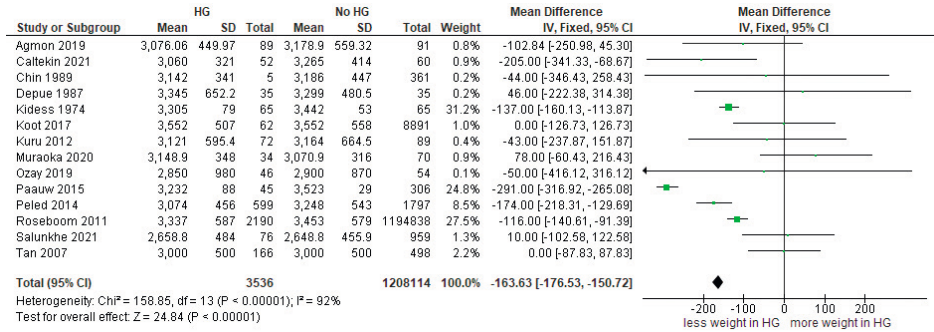 HG No HG Mean Difference Mean Difference
Study or Subgroup Mean SD Total Mean SD Total Weight IV, Fixed, 95% CI IV, Fixed, 95% CI
Agmon 2019 3,076.06 449.97 89 3,178.9 559.32 91 0.8% -102.84 [-250.98, 45.30]
Caltekin 2021 3,060 321 52 3,265 414 60 0.9% -205.00 [-341.33, -68.67]
Chin 1989 3,142 341 5 3,186 447 361 0.2% -44.00 [-346.43, 258.43]
Depue 1987 3,345 652.2 35 3,299 480.5 35 0.2% 46.00 [-222.38, 314.38]
Kidess 1974 3,305 79 65 3,442 53 65 31.2% -137.00 [-160.13, -113.87]
Koot 2017 3,552 507 62 3,552 558 8891 1.0% 0.00 [-126.73, 126.73]
Kuru 2012 3,121 595.4 72 3,164 664.5 89 0.4% -43.00 [-237.87, 151.87]
Muraoka 2020 3,148.9 348 34 3,070.9 316 70 0.9% 78.00 [-60.43, 216.43]
Ozay 2019 2,850 980 46 2,900 870 54 0.1% -50.00 [-416.12, 316.12]
Paauw 2015 3,232 88 45 3,523 29 306 24.8% -291.00 [-316.92, -265.08]
Peled 2014 3,074 456 599 3,248 543 1797 8.5% -174.00 [-218.31, -129.69]
Roseboom 2011 3,337 587 2190 3,453 579 1194838 27.5% -116.00 [-140.61, -91.39]
Salunkhe 2021 2,658.8 484 76 2,648.8 455.9 959 1.3% 10.00 [-102.58, 122.58]
Tan 2007 3,000 500 166 3,000 500 498 2.2% 0.00 [-87.83, 87.83]
Total (95% CI) 3536 1208114 100.0% -163.63 [-176.53, -150.72]
Heterogeneity: Chi² = 158.85, df = 13 (P < 0.00001); I² = 92%
Test for overall effect: Z = 24.84 (P < 0.00001)
-200 -100 0 100 200
less weight in HG more weight in HG